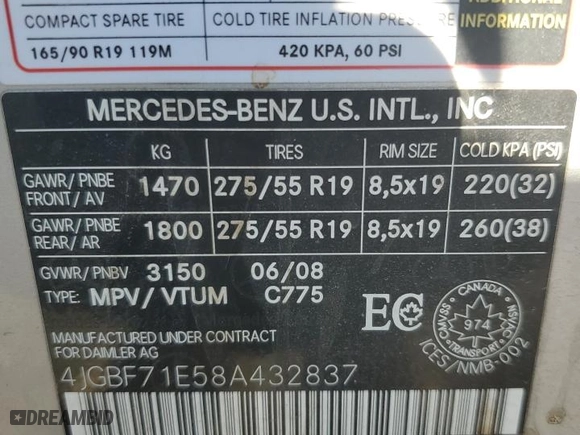 COMPACT SPARE TIRE COLD TIRE INFLATION PRESSURE ADDITIONAL
165/90 R19 119M 420 KPA, 60 PSI INFORMATION
MERCEDES-BENZ U.S. INTL., INC
KG TIRES RIM SIZE COLD KPA (PSI)
GAWR/PNBE FRONT/AV 1470 275/55 R19 8,5x19 220(32)
GAWR/PNBE REAR/AR 1800 275/55 R19 8,5x19 260(38)
GVWR/PNBV 3150 06/08
TYPE: MPV/VTUM C775
EC
CANADA
974
CMVSS NSVAC
ICES/NMB-002
MANUFACTURED UNDER CONTRACT
FOR DAIMLER AG
4JGBF71E58A432837
DREAMBID